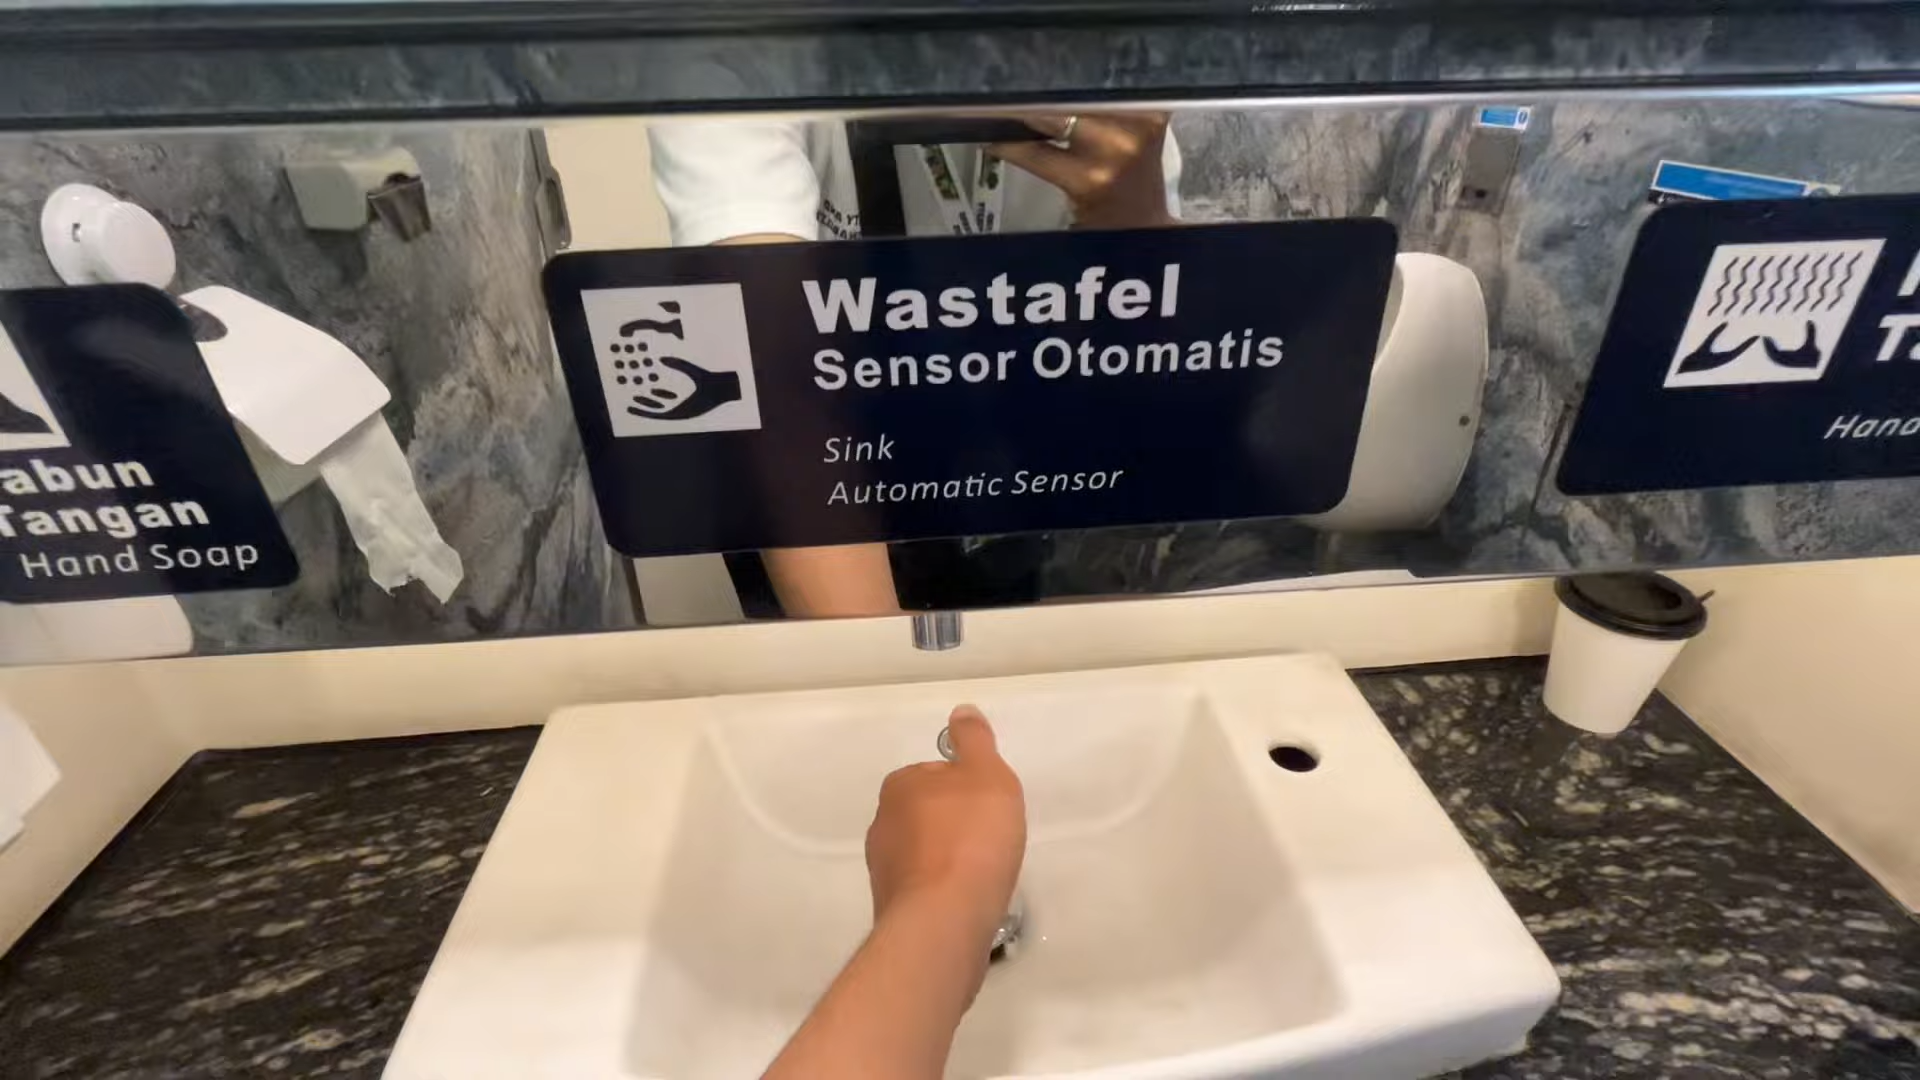 abun
Tangan
Hand Soap
Wastafel
Sensor Otomatis
Sink
Automatic Sensor
Hand